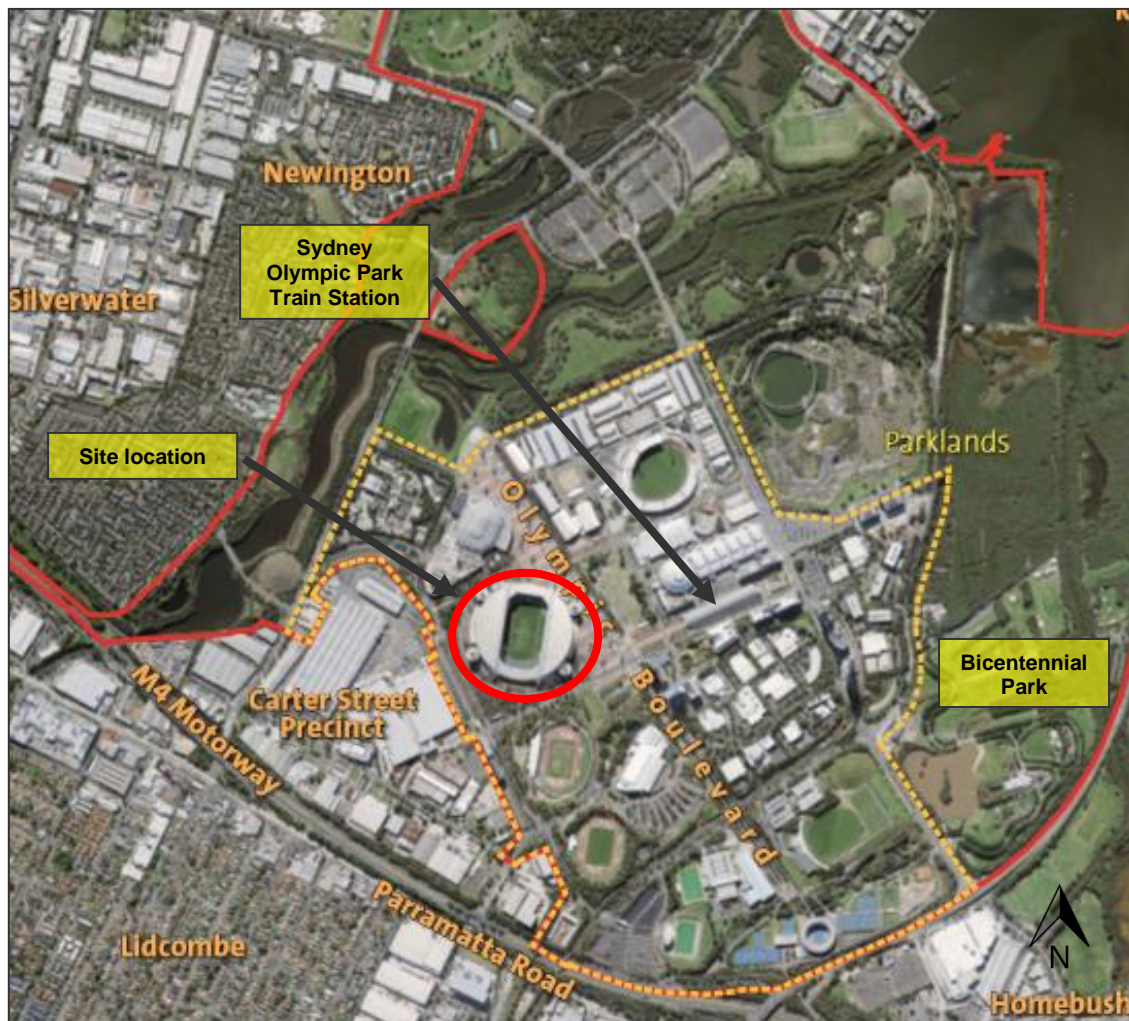 Newington
Sydney
Olympic Park
Train Station
Silverwater
Site location
Parklands
Olympic Boulevard
Bicentennial
Park
Carter Street
Precinct
M4 Motorway
Parramatta Road
Lidcombe
N
Homebush